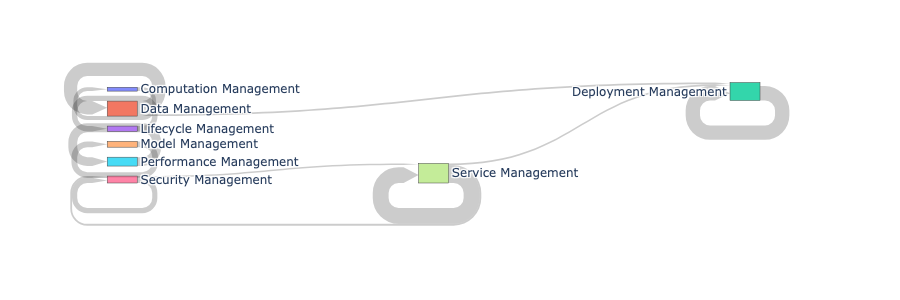 Computation Management
Data Management
Lifecycle Management
Model Management
Performance Management
Security Management
Service Management
Deployment Management